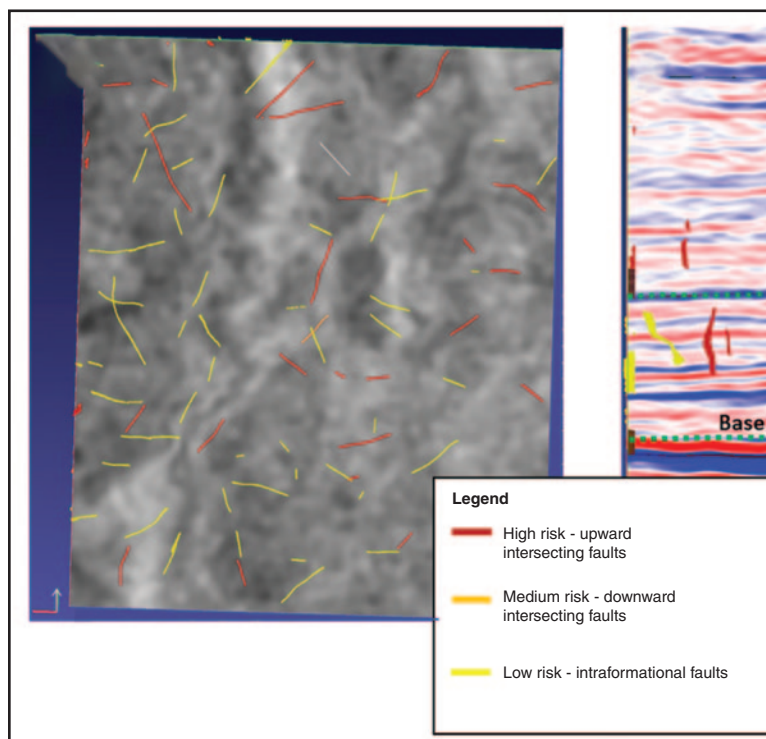 Base
Legend
High risk - upward
intersecting faults
Medium risk - downward
intersecting faults
Low risk - intraformational faults